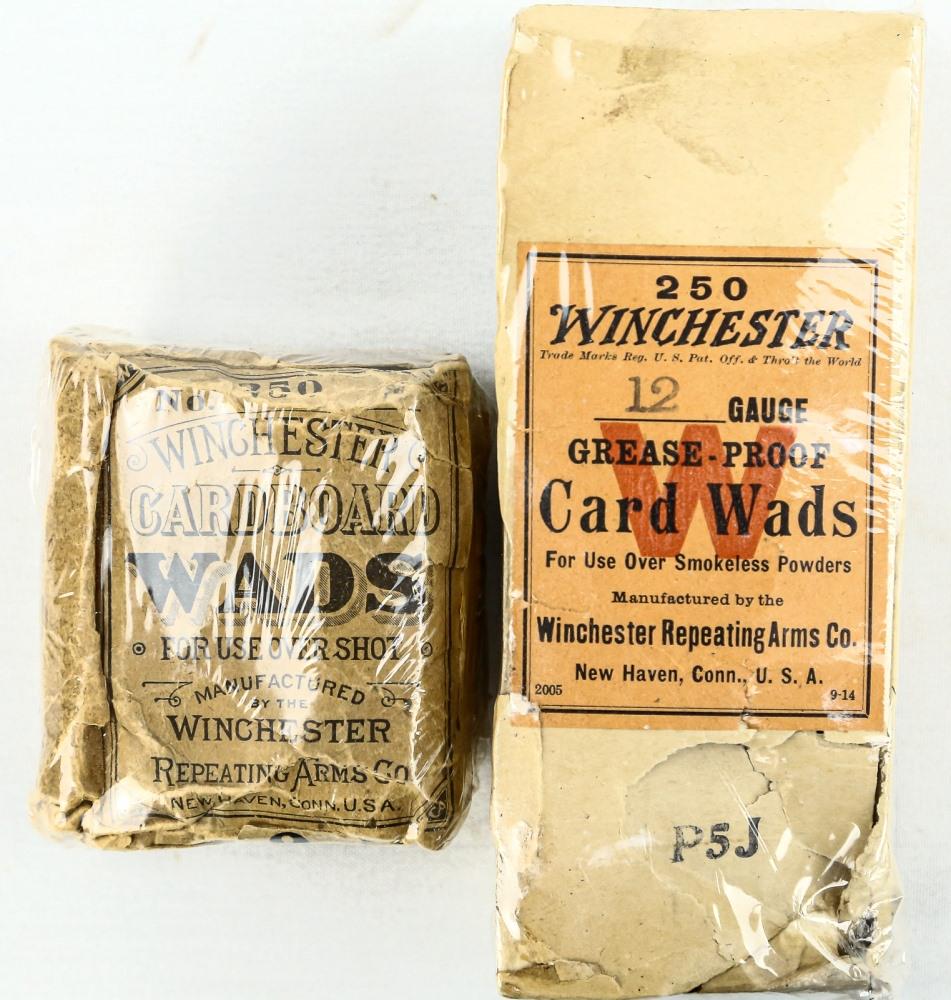 No. 250
WINCHESTER
CARDBOARD
WADS
FOR USE OVER SHOT
MANUFACTURED
BY THE
WINCHESTER
REPEATING ARMS CO
NEW HAVEN, CONN. U.S.A.
250
WINCHESTER
Trade Marks Reg. U. S. Pat. Off. & Thro't the World
12 GAUGE
W
GREASE-PROOF
Card Wads
For Use Over Smokeless Powders
Manufactured by the
Winchester Repeating Arms Co.
New Haven, Conn., U. S. A.
2005 9-14
P5J